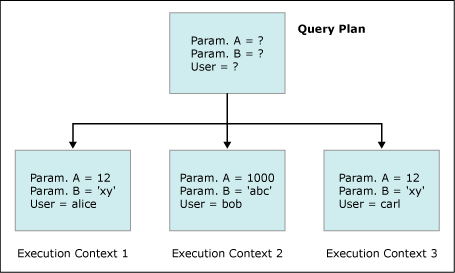 Query Plan
Param. A = ?
Param. B = ?
User = ?
Param. A = 12
Param. B = 'xy'
User = alice
Execution Context 1
Param. A = 1000
Param. B = 'abc'
User = bob
Execution Context 2
Param. A = 12
Param. B = 'xy'
User = carl
Execution Context 3